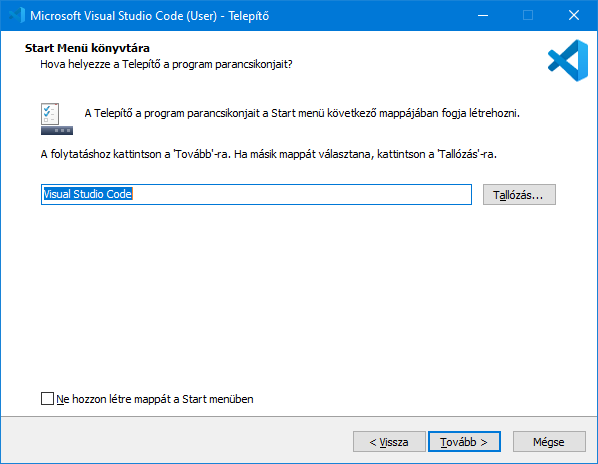 Microsoft Visual Studio Code (User) - Telepítő
Start Menü könyvtára
Hova helyezze a Telepítő a program parancsikonjait?
A Telepítő a program parancsikonjait a Start menü következő mappájában fogja létrehozni.
A folytatáshoz kattintson a 'Tovább'-ra. Ha másik mappát választana, kattintson a 'Tallózás'-ra.
Visual Studio Code
Tallózás...
Ne hozzon létre mappát a Start menüben
< Vissza
Tovább >
Mégse